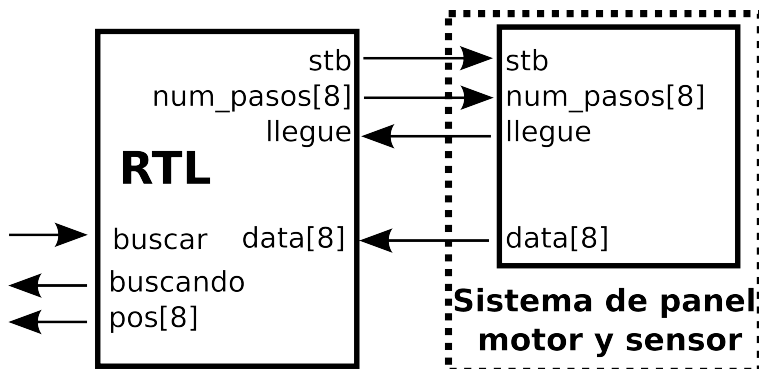 stb
num_pasos[8]
llegue
RTL
buscar data[8]
buscando
pos[8]
stb
num_pasos[8]
llegue
data[8]
Sistema de panel
motor y sensor